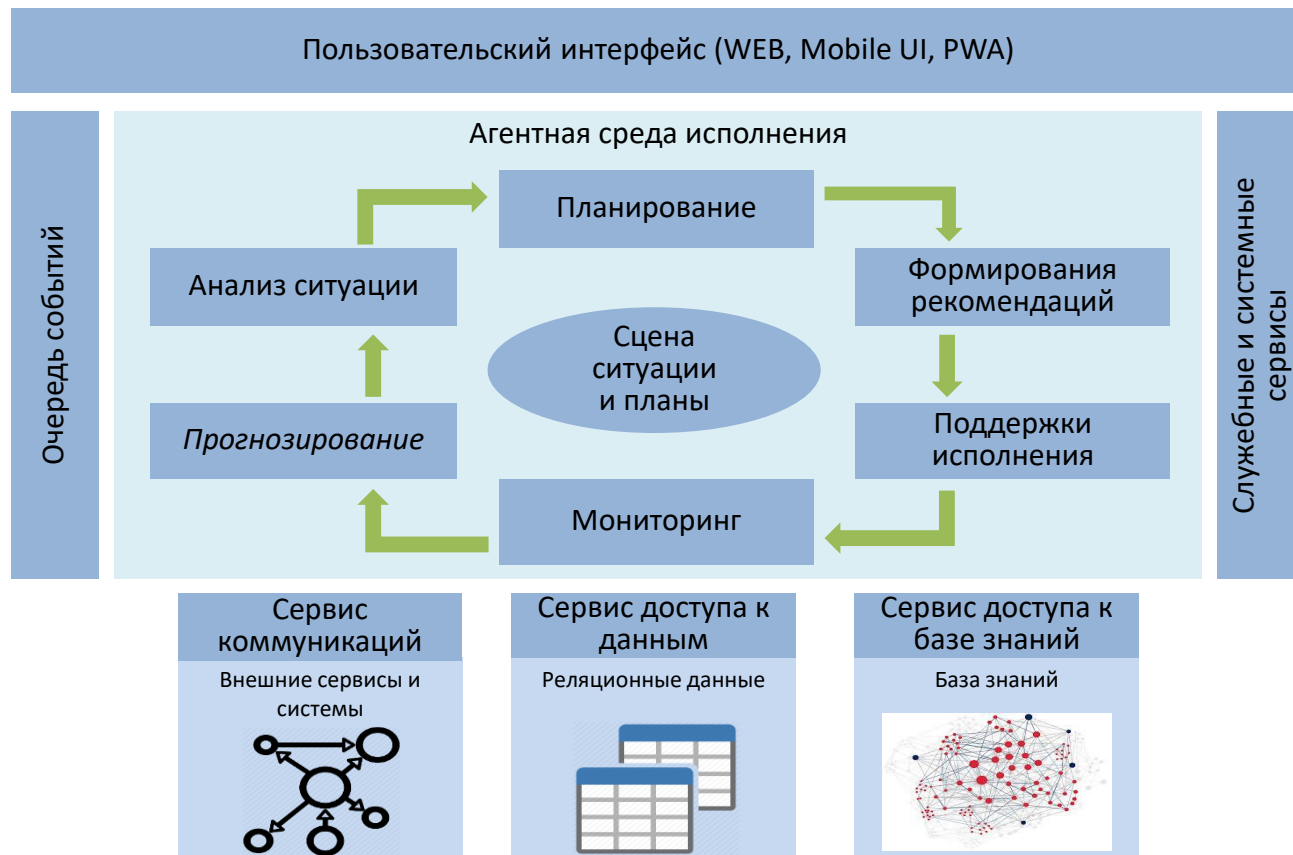 Пользовательский интерфейс (WEB, Mobile UI, PWA)
Очередь событий
Агентная среда исполнения
Планирование
Анализ ситуации
Формирования
рекомендаций
Сцена
ситуации
и планы
Прогнозирование
Поддержки
исполнения
Мониторинг
Служебные и системные
сервисы
Сервис
коммуникаций
Внешние сервисы и
системы
Сервис доступа к
данным
Реляционные данные
Сервис доступа к
базе знаний
База знаний